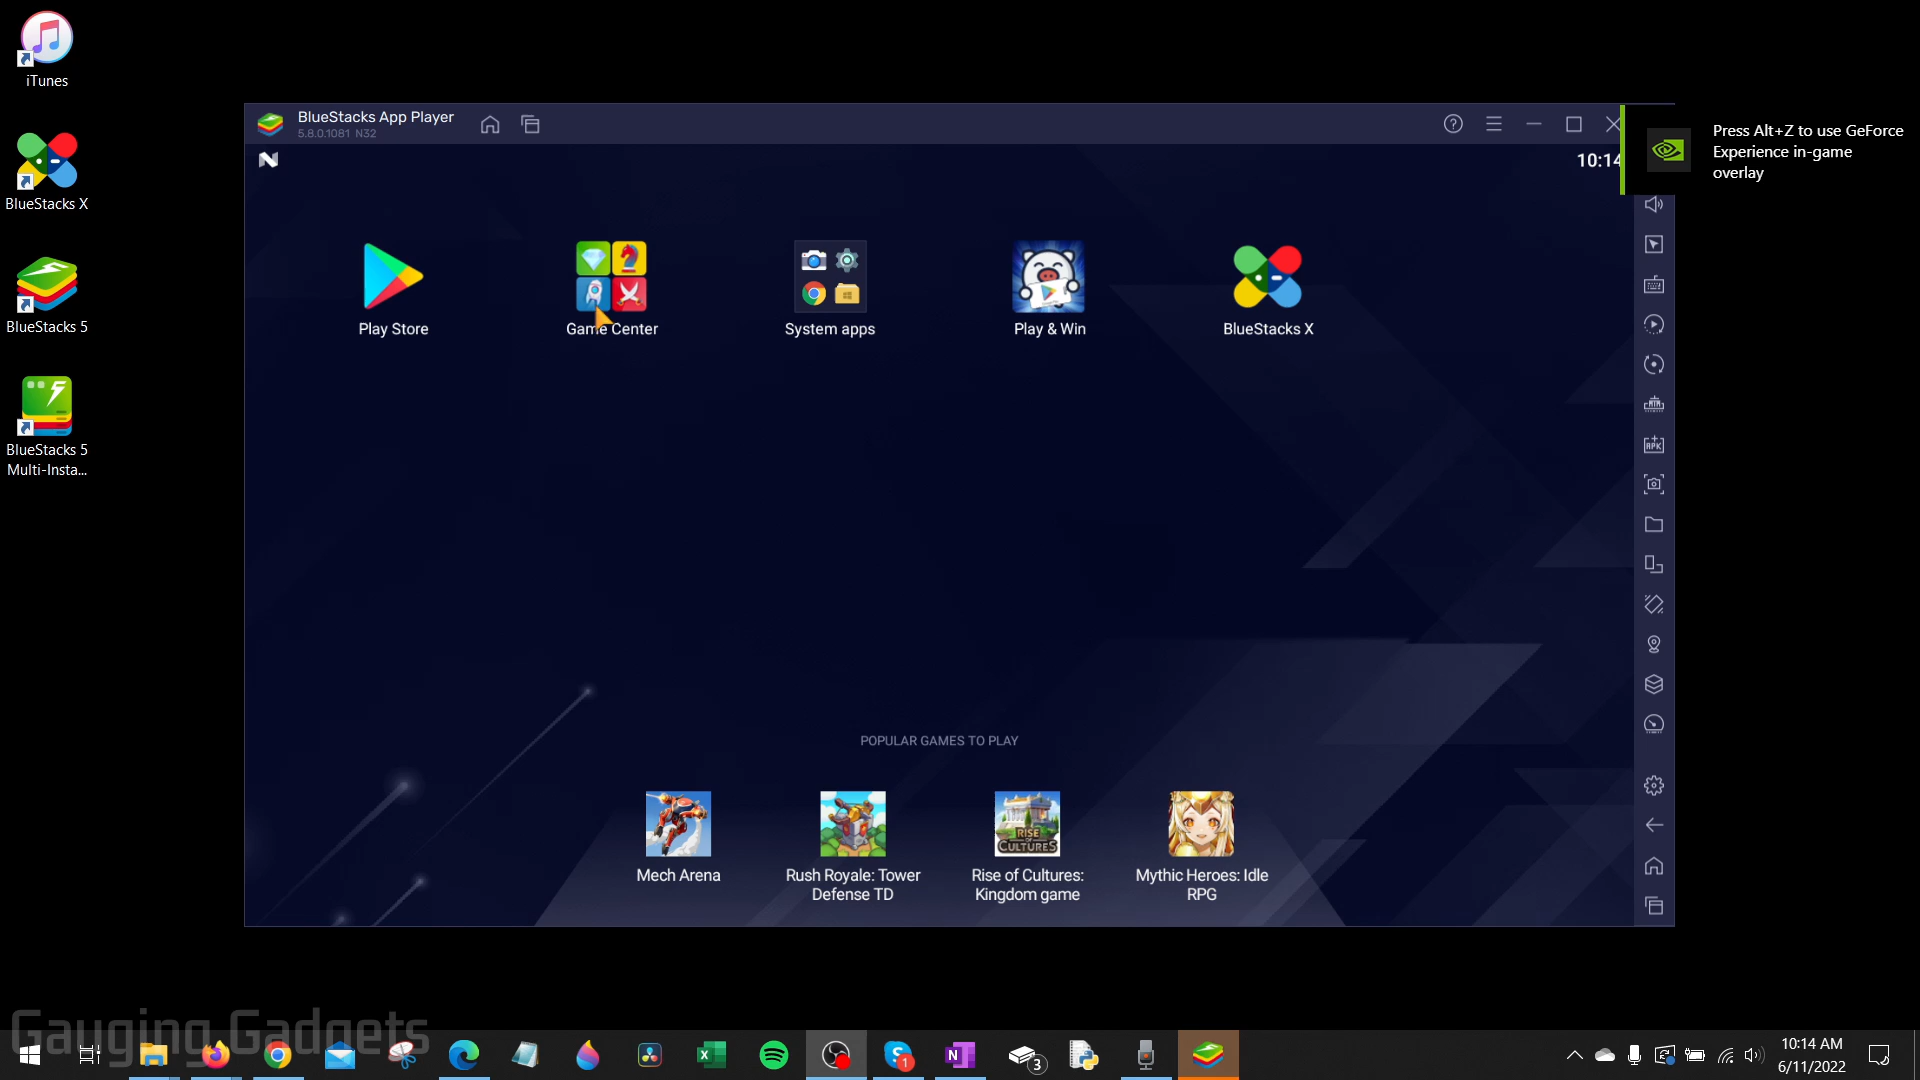 iTunes
BlueStacks X
BlueStacks 5
BlueStacks 5
Multi-Insta...
BlueStacks App Player
5.8.0.1081 N32
10:14
Press Alt+Z to use GeForce
Experience in-game
overlay
Play Store
Game Center
System apps
Play & Win
BlueStacks X
POPULAR GAMES TO PLAY
RISE OF
CULTURES
Mech Arena
Rush Royale: Tower
Defense TD
Rise of Cultures:
Kingdom game
Mythic Heroes: Idle
RPG
Gauging Gadgets
1
3
10:14 AM
6/11/2022